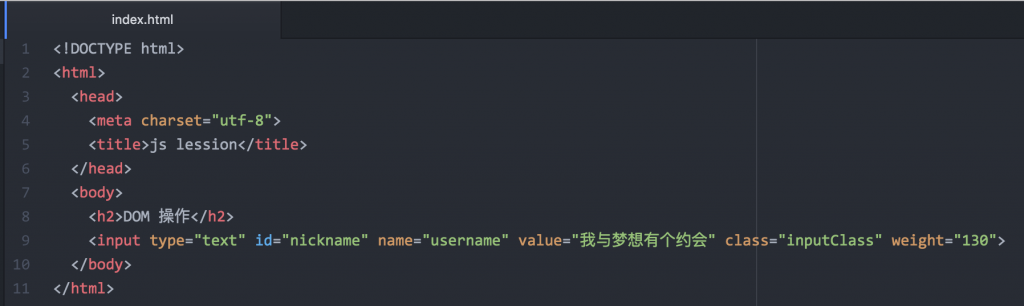 index.html
1 <!DOCTYPE html>
2 <html>
3 <head>
4 <meta charset="utf-8">
5 <title>js lession</title>
6 </head>
7 <body>
8 <h2>DOM 操作</h2>
9 <input type="text" id="nickname" name="username" value="我与梦想有个约会" class="inputClass" weight="130">
10 </body>
11 </html>